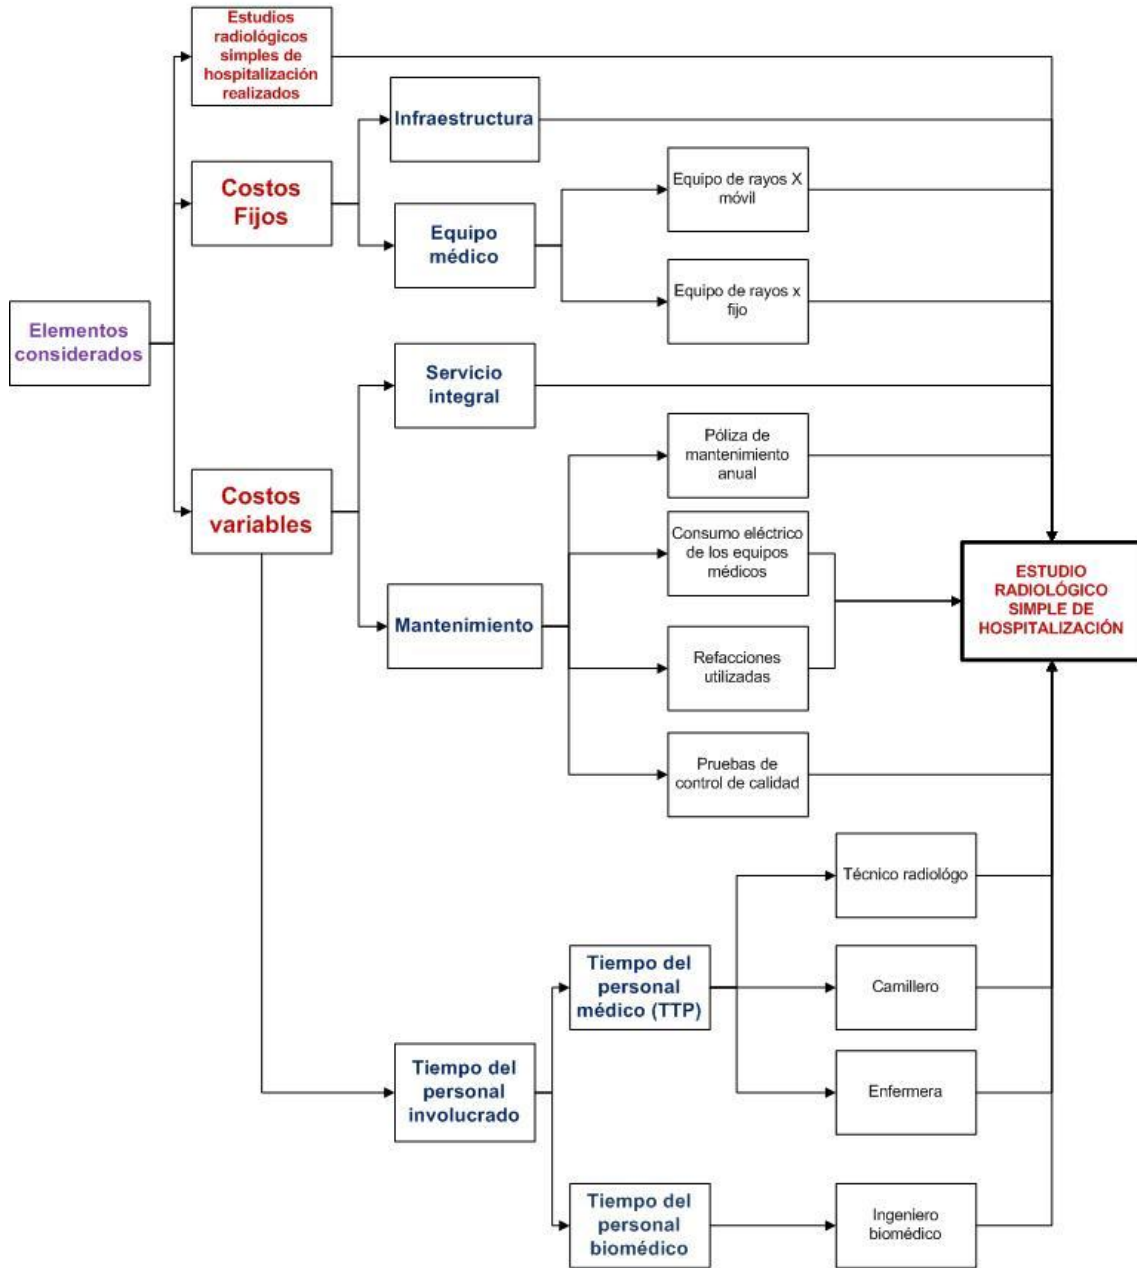 Estudios
radiológicos
simples de
hospitalización
realizados
Infraestructura
Costos
Fijos
Equipo
médico
Equipo de rayos X
móvil
Equipo de rayos x
fijo
Elementos
considerados
Servicio
integral
Póliza de
mantenimiento
anual
Costos
variables
Consumo eléctrico
de los equipos
médicos
Mantenimiento
Refacciones
utilizadas
Pruebas de
control de calidad
ESTUDIO
RADIOLÓGICO
SIMPLE DE
HOSPITALIZACIÓN
Técnico radiológo
Tiempo del
personal
médico (TTP)
Camillero
Tiempo del
personal
involucrado
Enfermera
Tiempo del
personal
biomédico
Ingeniero
biomédico